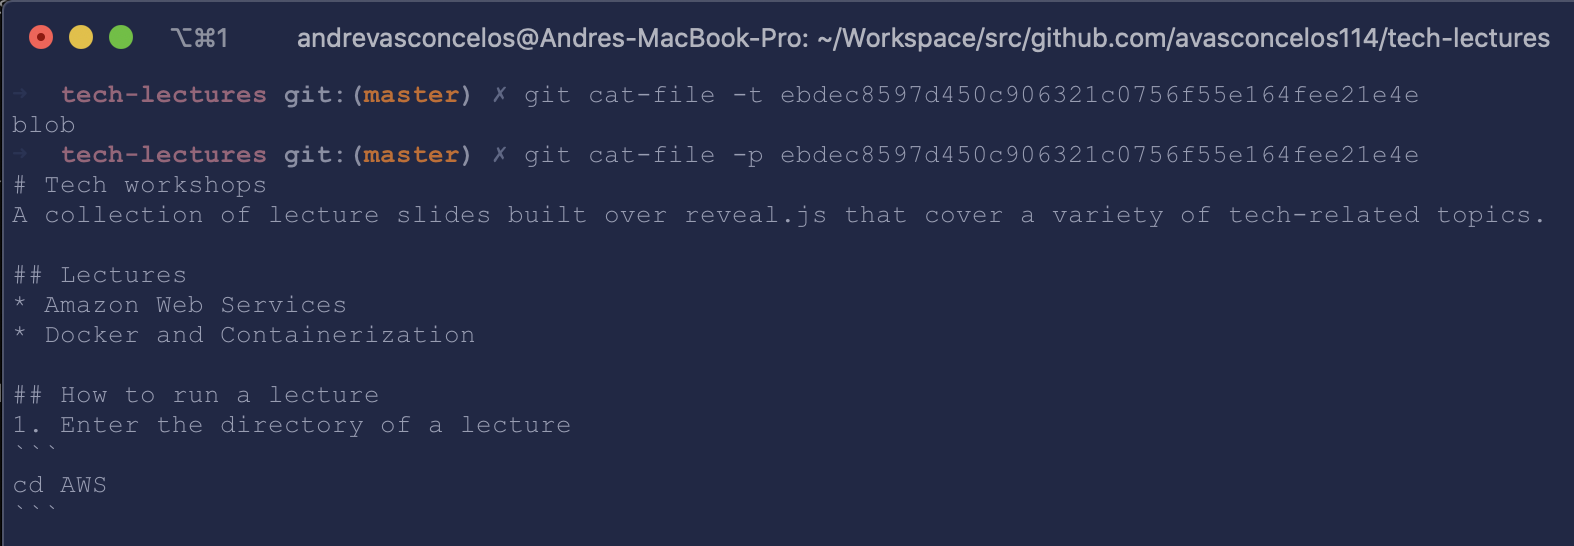 ⌥⌘1 andrevasconcelos@Andres-MacBook-Pro: ~/Workspace/src/github.com/avasconcelos114/tech-lectures
→ tech-lectures git:(master) ✗ git cat-file -t ebdec8597d450c906321c0756f55e164fee21e4e
blob
→ tech-lectures git:(master) ✗ git cat-file -p ebdec8597d450c906321c0756f55e164fee21e4e
# Tech workshops
A collection of lecture slides built over reveal.js that cover a variety of tech-related topics.

## Lectures
* Amazon Web Services
* Docker and Containerization

## How to run a lecture
1. Enter the directory of a lecture
```
cd AWS
```